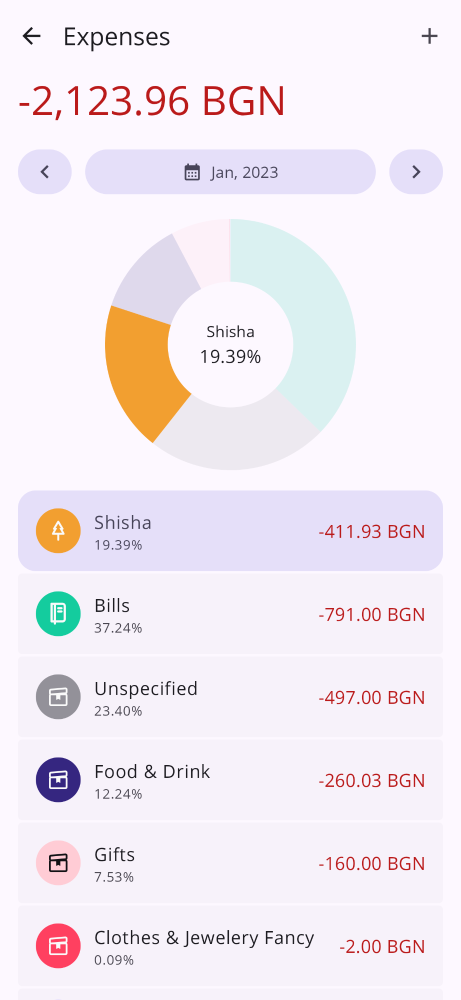 Expenses
-2,123.96 BGN
Jan, 2023
Shisha
19.39%
Shisha
19.39%
-411.93 BGN
Bills
37.24%
-791.00 BGN
Unspecified
23.40%
-497.00 BGN
Food & Drink
12.24%
-260.03 BGN
Gifts
7.53%
-160.00 BGN
Clothes & Jewelery Fancy
0.09%
-2.00 BGN